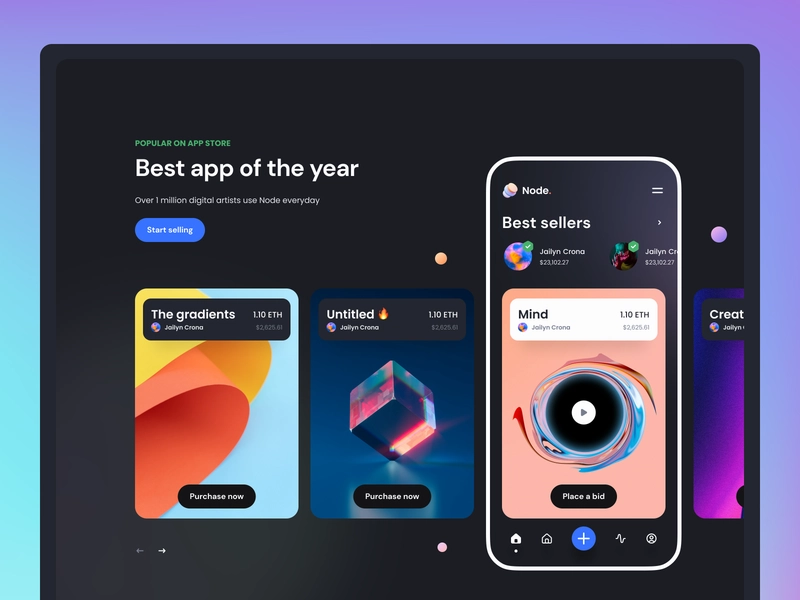 POPULAR ON APP STORE
Best app of the year
Over 1 million digital artists use Node everyday
Start selling
Node.
Best sellers
Jailyn Crona
$23,102.27
Jailyn Cr
$23,102.27
The gradients 1.10 ETH
Jailyn Crona $2,625.61
Purchase now
Untitled 🔥 1.10 ETH
Jailyn Crona $2,625.61
Purchase now
Mind 1.10 ETH
Jailyn Crona $2,625.61
Place a bid
Creat
Jailyn